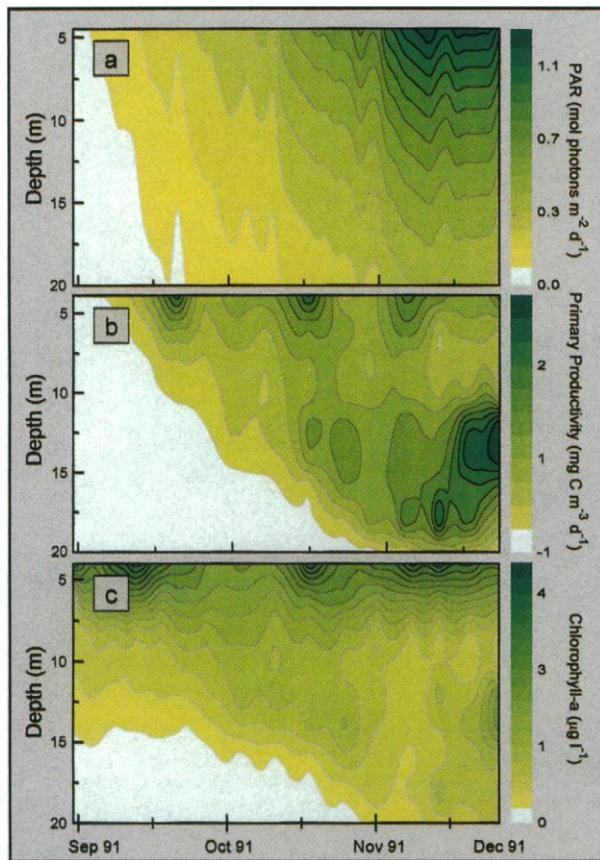 a
5
10
15
20
Depth (m)
1.1
0.7
0.3
0.0
PAR (mol photons m⁻² d⁻¹)
b
5
10
15
20
Depth (m)
2
1
-1
Primary Productivity (mg C m⁻³ d⁻¹)
c
5
10
15
20
Depth (m)
4
3
1
0
Chlorophyll-a (µg l⁻¹)
Sep 91 Oct 91 Nov 91 Dec 91